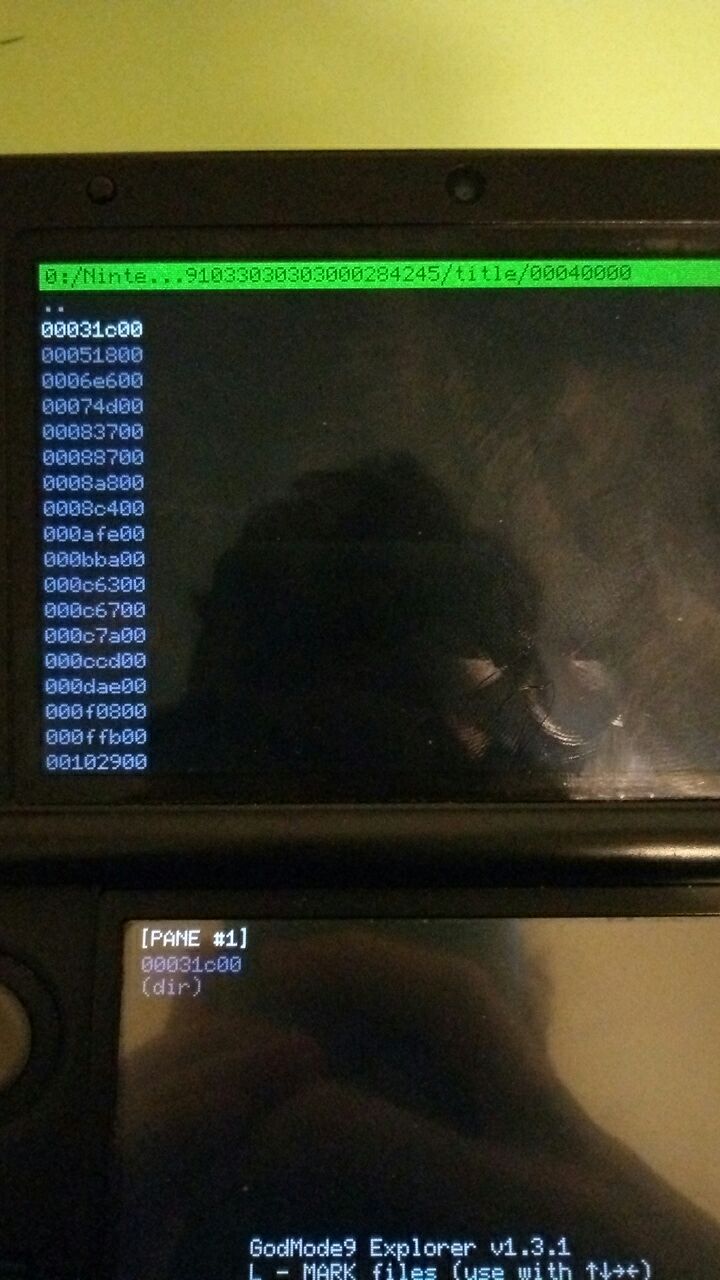 0:/Ninte...91033030303000284245/title/00040000
..
00031c00
00051800
0006e600
00074d00
00083700
00088700
0008a800
0008c400
000afe00
000bba00
000c6300
000c6700
000c7a00
000ccd00
000dae00
000f0800
000ffb00
00102900
[PANE #1]
00031c00
(dir)
GodMode9 Explorer v1.3.1
L - MARK files (use with ↑↓→←)